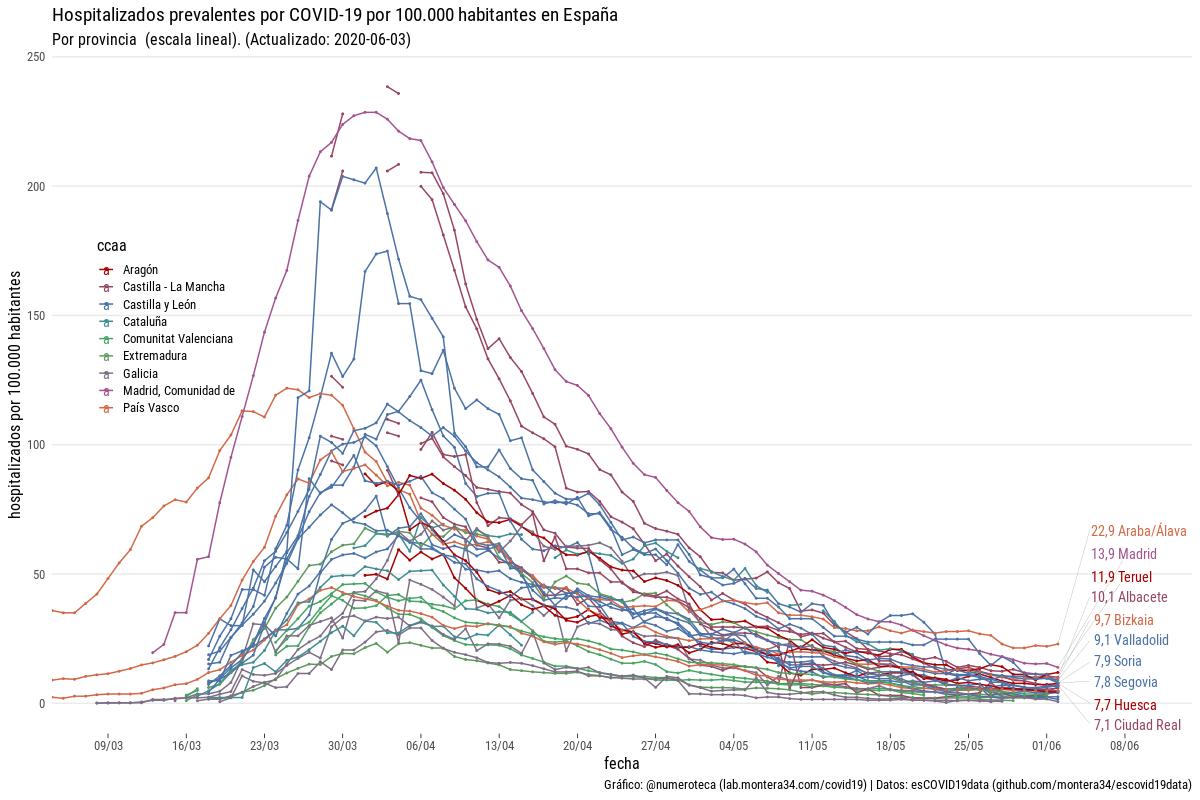 Hospitalizados prevalentes por COVID-19 por 100.000 habitantes en España
Por provincia  (escala lineal). (Actualizado: 2020-06-03)
hospitalizados por 100.000 habitantes
250
200
150
100
50
0
ccaa
Aragón
Castilla - La Mancha
Castilla y León
Cataluña
Comunitat Valenciana
Extremadura
Galicia
Madrid, Comunidad de
País Vasco
22,9 Araba/Álava
13,9 Madrid
11,9 Teruel
10,1 Albacete
9,7 Bizkaia
9,1 Valladolid
7,9 Soria
7,8 Segovia
7,7 Huesca
7,1 Ciudad Real
09/03 16/03 23/03 30/03 06/04 13/04 20/04 27/04 04/05 11/05 18/05 25/05 01/06 08/06
fecha
Gráfico: @numeroteca (lab.montera34.com/covid19) | Datos: esCOVID19data (github.com/montera34/escovid19data)